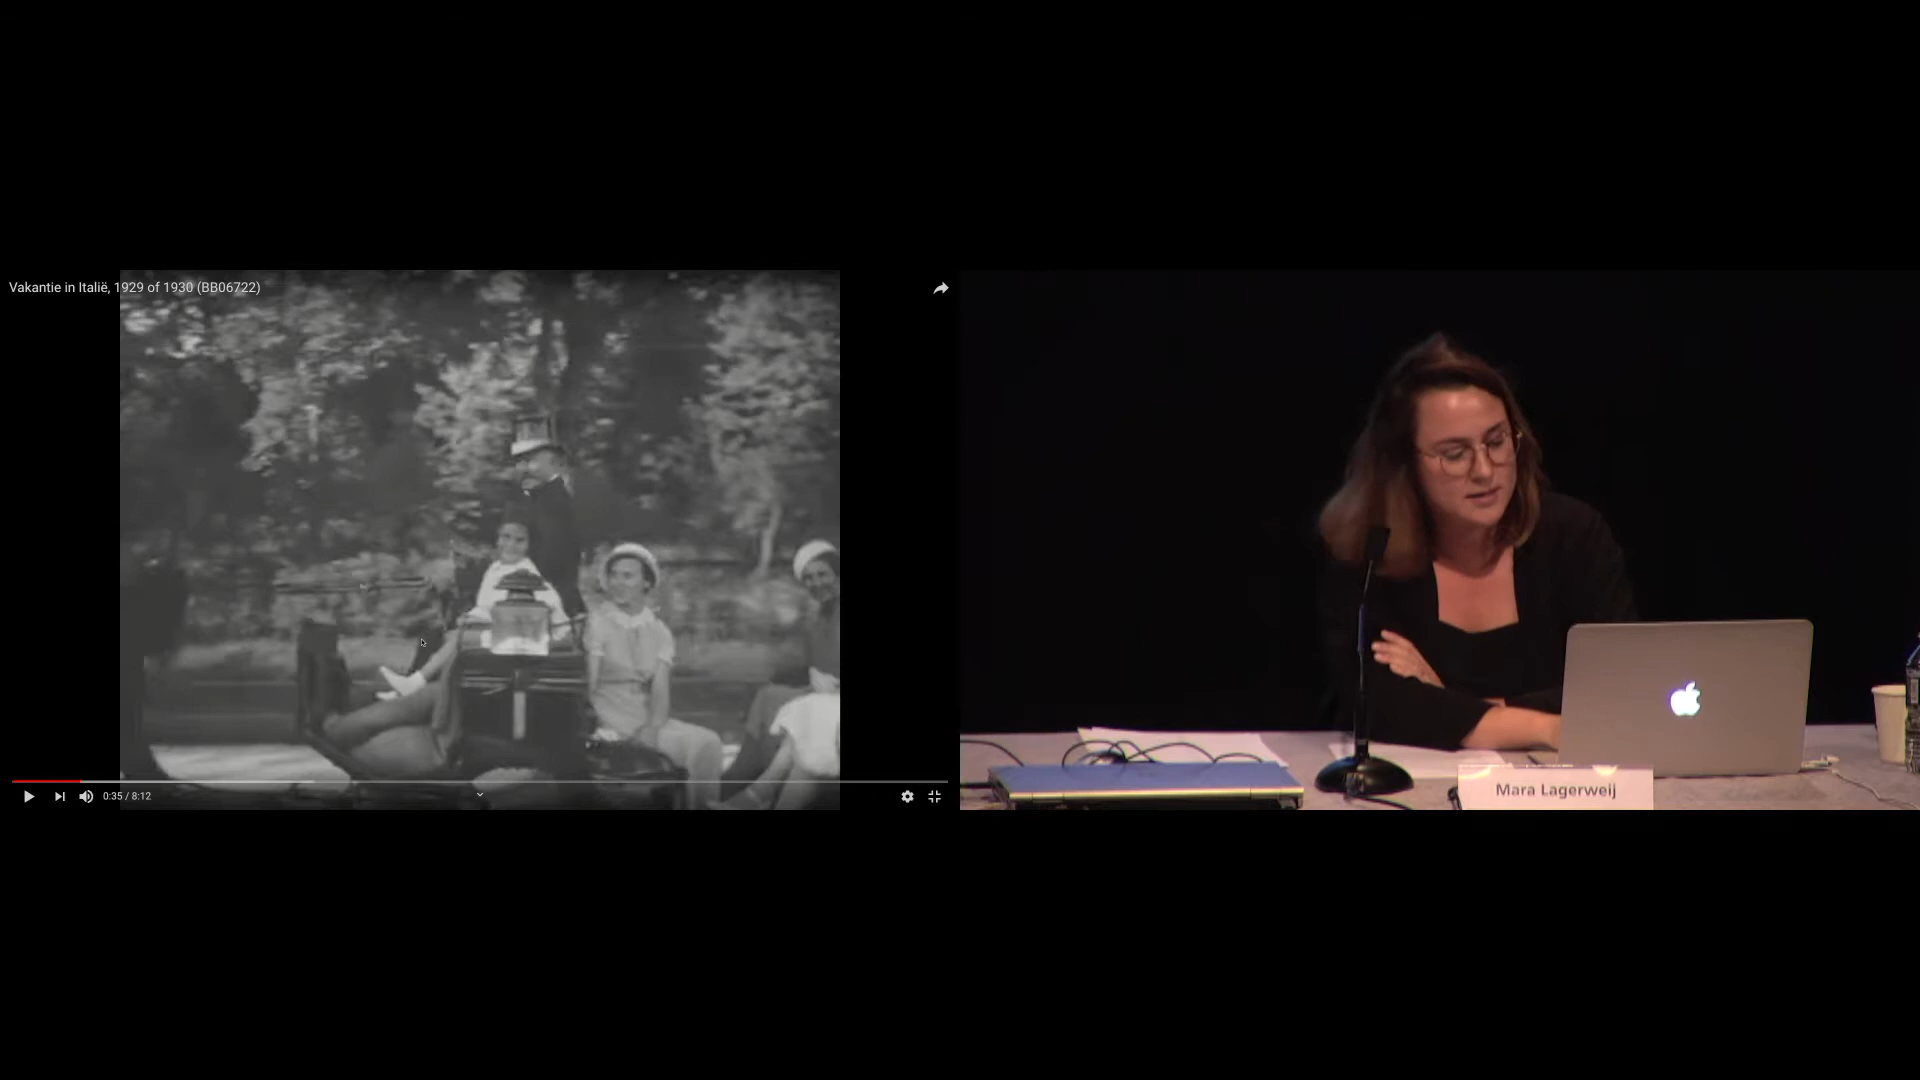 Vakantie in Italië, 1929 of 1930 (BB06722)
0:35 / 8:12
Mara Lagerweij